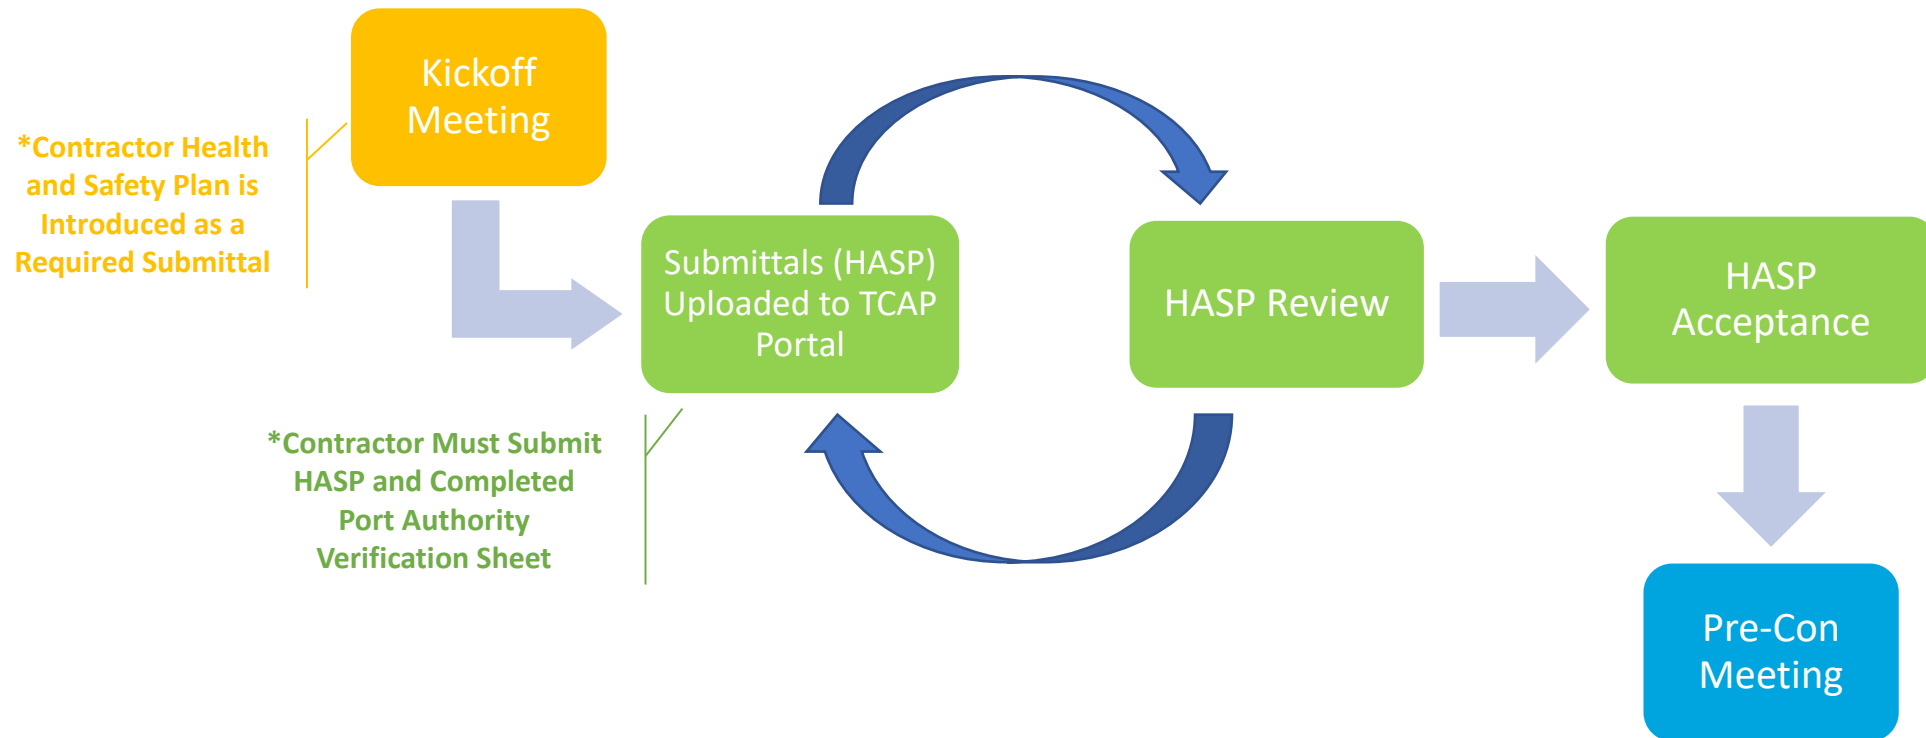 Kickoff
Meeting
*Contractor Health
and Safety Plan is
Introduced as a
Required Submittal
Submittals (HASP)
Uploaded to TCAP
Portal
*Contractor Must Submit
HASP and Completed
Port Authority
Verification Sheet
HASP Review
HASP
Acceptance
Pre-Con
Meeting